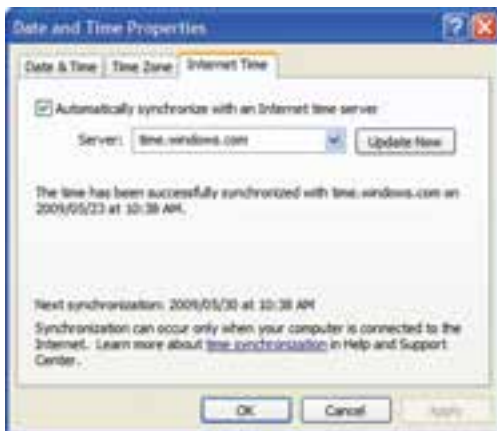 Date and Time Properties
Date & Time Time Zone Internet Time
Automatically synchronize with an Internet time server
Server: time.windows.com Update Now
The time has been successfully synchronized with time.windows.com on
2009/05/23 at 10:38 AM.
Next synchronization: 2009/05/30 at 10:38 AM
Synchronization can occur only when your computer is connected to the
Internet. Learn more about time synchronization in Help and Support
Center.
OK Cancel Apply